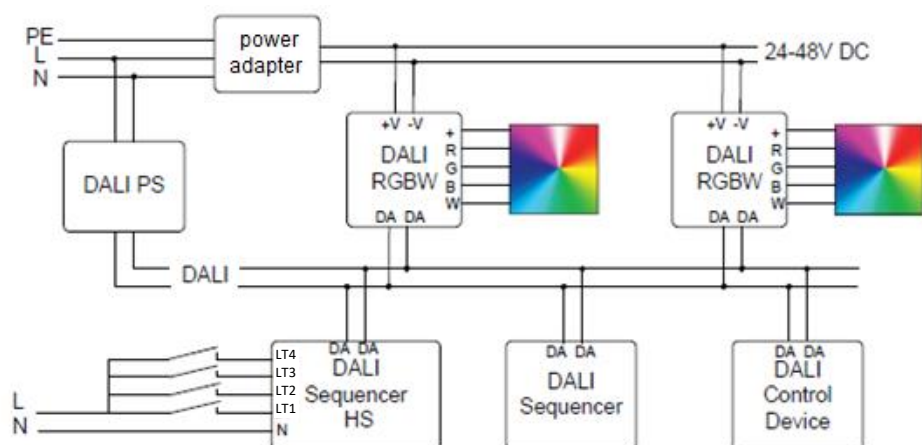 PE
L
N
power
adapter
24-48V DC
+V -V
DALI
RGBW
+
R
G
B
W
DA DA
+V -V
DALI
RGBW
+
R
G
B
W
DA DA
DALI PS
DALI
DA DA
DALI
Sequencer
HS
LT4
LT3
LT2
LT1
N
L
N
DA DA
DALI
Sequencer
DA DA
DALI
Control
Device